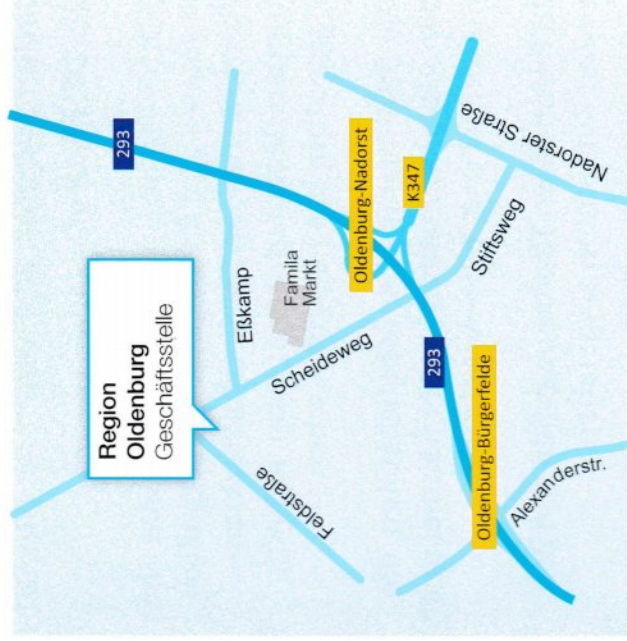 Region
Oldenburg
Geschäftsstelle
293
Eßkamp
Famila
Markt
Oldenburg-Nadorst
K347
Nadorster Straße
Stiftsweg
Scheideweg
Feldstraße
293
Oldenburg-Bürgerfelde
Alexanderstr.